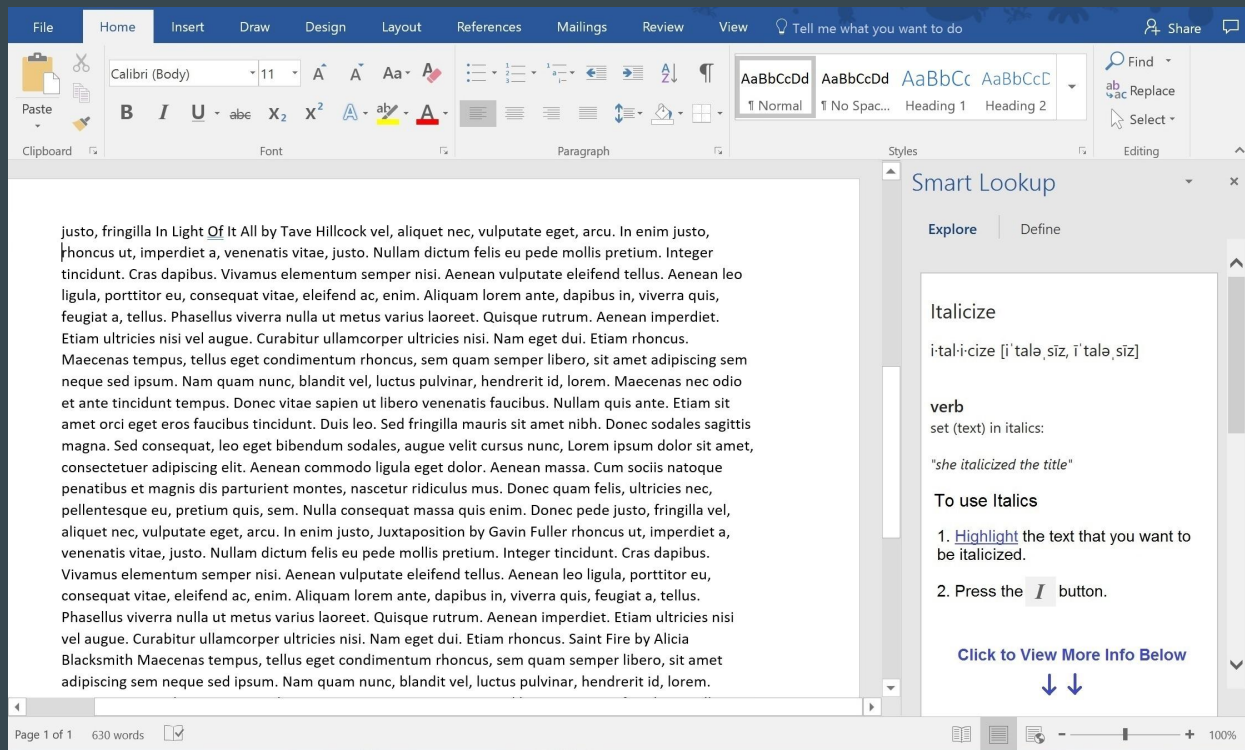 File Home Insert Draw Design Layout References Mailings Review View Tell me what you want to do Share
Calibri (Body) 11 Aa
Paste
B I U abc X₂ X² A ab A
AaBbCcDd AaBbCcDd AaBbCc AaBbCcD
¶ Normal ¶ No Spac... Heading 1 Heading 2
Find
Replace
Select
Clipboard Font Paragraph Styles Editing
justo, fringilla In Light Of It All by Tave Hillcock vel, aliquet nec, vulputate eget, arcu. In enim justo,
rhoncus ut, imperdiet a, venenatis vitae, justo. Nullam dictum felis eu pede mollis pretium. Integer
tincidunt. Cras dapibus. Vivamus elementum semper nisi. Aenean vulputate eleifend tellus. Aenean leo
ligula, porttitor eu, consequat vitae, eleifend ac, enim. Aliquam lorem ante, dapibus in, viverra quis,
feugiat a, tellus. Phasellus viverra nulla ut metus varius laoreet. Quisque rutrum. Aenean imperdiet.
Etiam ultricies nisi vel augue. Curabitur ullamcorper ultricies nisi. Nam eget dui. Etiam rhoncus.
Maecenas tempus, tellus eget condimentum rhoncus, sem quam semper libero, sit amet adipiscing sem
neque sed ipsum. Nam quam nunc, blandit vel, luctus pulvinar, hendrerit id, lorem. Maecenas nec odio
et ante tincidunt tempus. Donec vitae sapien ut libero venenatis faucibus. Nullam quis ante. Etiam sit
amet orci eget eros faucibus tincidunt. Duis leo. Sed fringilla mauris sit amet nibh. Donec sodales sagittis
magna. Sed consequat, leo eget bibendum sodales, augue velit cursus nunc, Lorem ipsum dolor sit amet,
consectetuer adipiscing elit. Aenean commodo ligula eget dolor. Aenean massa. Cum sociis natoque
penatibus et magnis dis parturient montes, nascetur ridiculus mus. Donec quam felis, ultricies nec,
pellentesque eu, pretium quis, sem. Nulla consequat massa quis enim. Donec pede justo, fringilla vel,
aliquet nec, vulputate eget, arcu. In enim justo, Juxtaposition by Gavin Fuller rhoncus ut, imperdiet a,
venenatis vitae, justo. Nullam dictum felis eu pede mollis pretium. Integer tincidunt. Cras dapibus.
Vivamus elementum semper nisi. Aenean vulputate eleifend tellus. Aenean leo ligula, porttitor eu,
consequat vitae, eleifend ac, enim. Aliquam lorem ante, dapibus in, viverra quis, feugiat a, tellus.
Phasellus viverra nulla ut metus varius laoreet. Quisque rutrum. Aenean imperdiet. Etiam ultricies nisi
vel augue. Curabitur ullamcorper ultricies nisi. Nam eget dui. Etiam rhoncus. Saint Fire by Alicia
Blacksmith Maecenas tempus, tellus eget condimentum rhoncus, sem quam semper libero, sit amet
adipiscing sem neque sed ipsum. Nam quam nunc, blandit vel, luctus pulvinar, hendrerit id, lorem.
Smart Lookup
Explore Define
Italicize
i·tal·i·cize [iˈtaləˌsīz, īˈtaləˌsīz]
verb
set (text) in italics:
"she italicized the title"
To use Italics
1. Highlight the text that you want to
be italicized.
2. Press the I button.
Click to View More Info Below
Page 1 of 1 630 words 100%